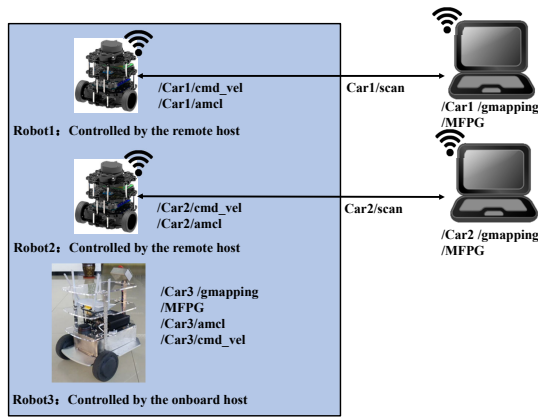 /Car1/cmd_vel
/Car1/amcl
Car1/scan
/Car1 /gmapping
/MFPG
Robot1：Controlled by the remote host
/Car2/cmd_vel
/Car2/amcl
Car2/scan
/Car2 /gmapping
/MFPG
Robot2：Controlled by the remote host
/Car3 /gmapping
/MFPG
/Car3/amcl
/Car3/cmd_vel
Robot3：Controlled by the onboard host